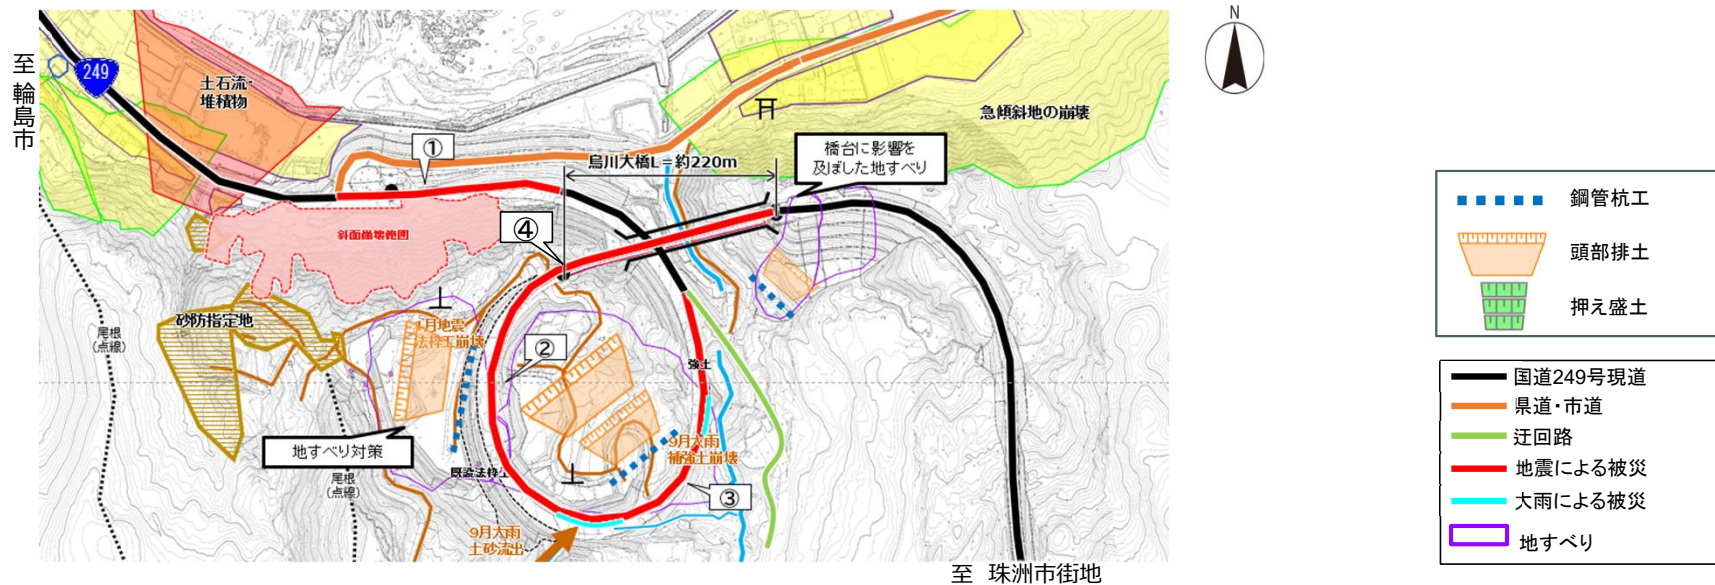 N
至 輪島市
249
土石流・
堆積物
急傾斜地の崩壊
①
烏川大橋L=約220m
橋台に影響を
及ぼした地すべり
④
斜面崩壊範囲
砂防指定地
1月地震
法枠工崩壊
尾根
(点線)
②
強土
地すべり対策
9月大雨
補強土崩壊
既設法枠工
尾根
(点線)
③
9月大雨
土砂流出
至 珠洲市街地
鋼管杭工
頭部排土
押え盛土
国道249号現道
県道・市道
迂回路
地震による被災
大雨による被災
地すべり